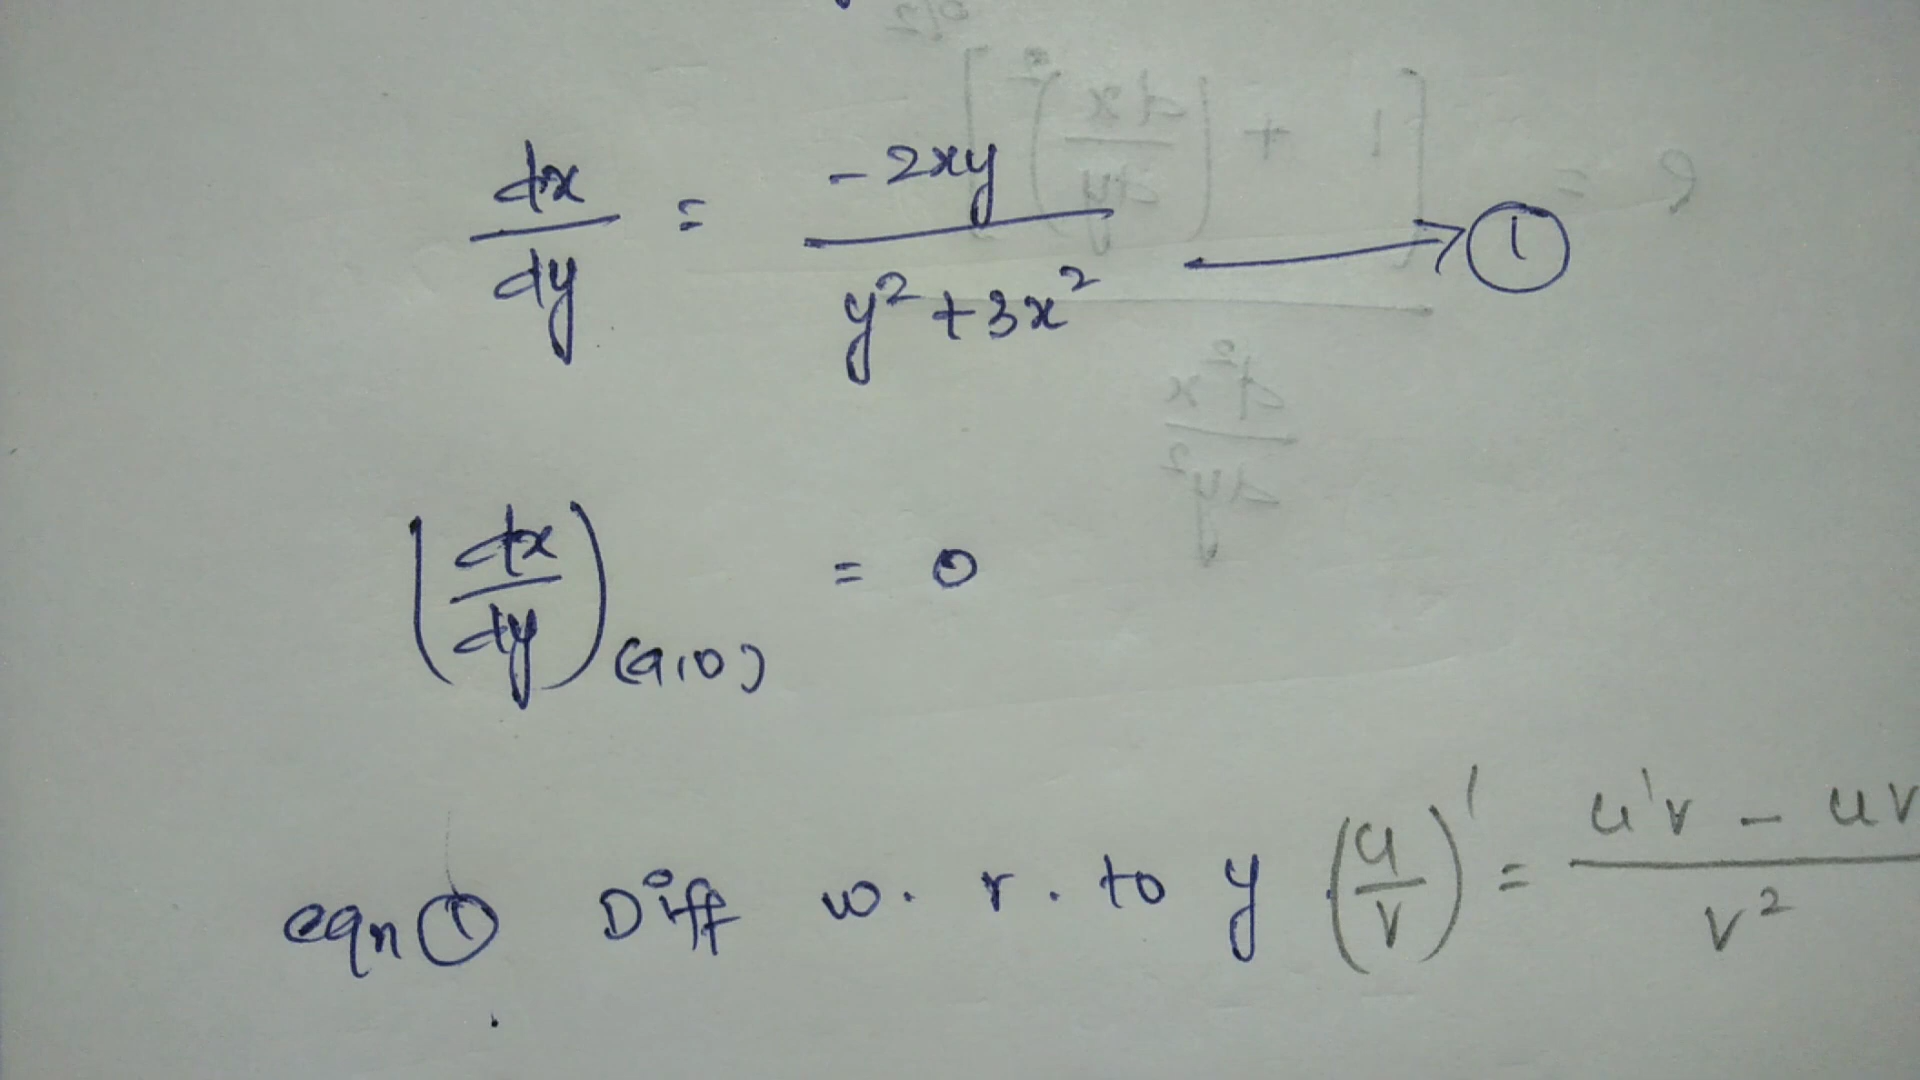 dx/dy = -2xy / y²+3x² → ①
(dx/dy)(a,0) = 0
eqn ① Diff w.r.to y (u/v)' = u'v - uv / v²